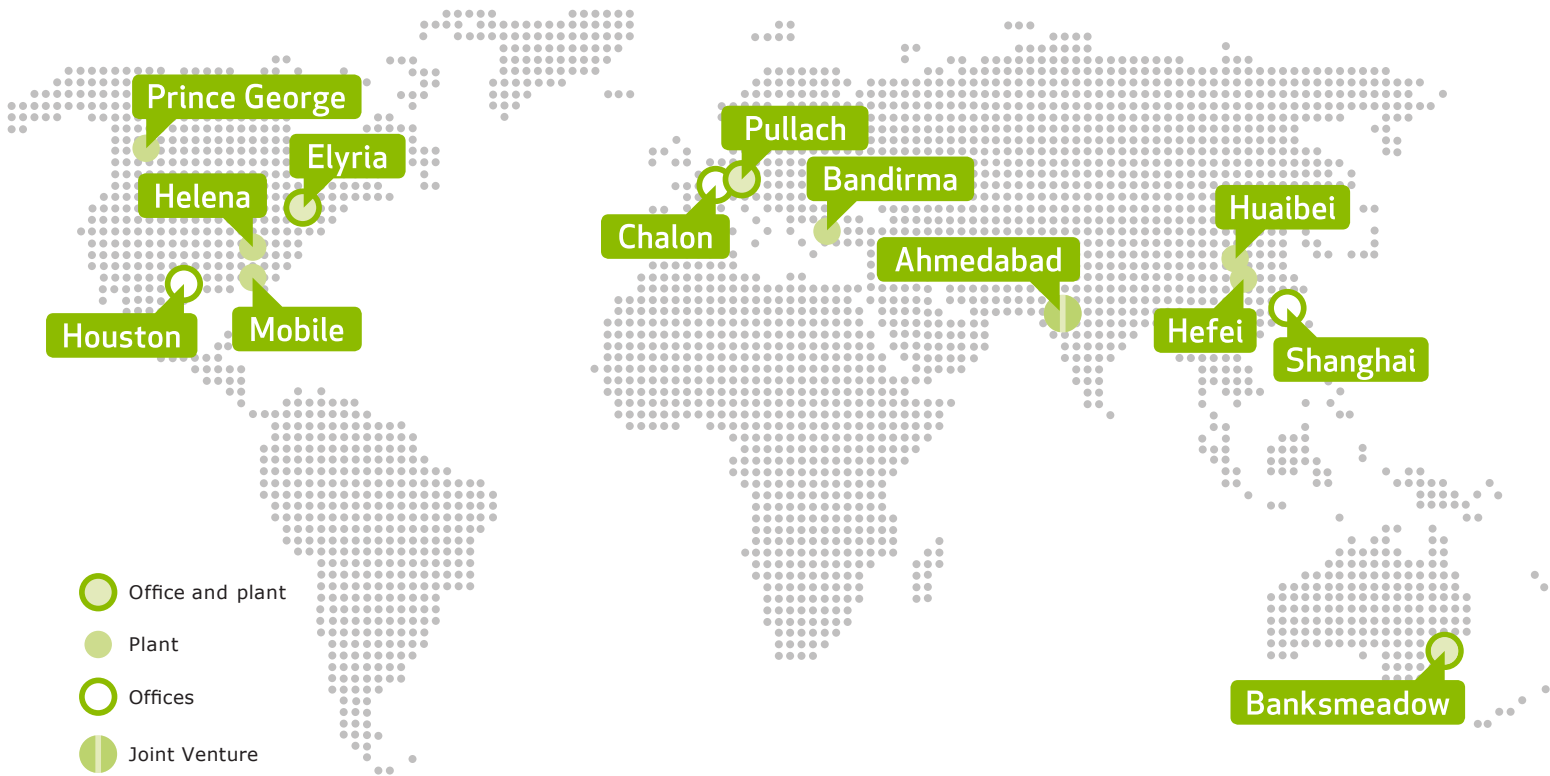 Prince George
Elyria
Helena
Houston
Mobile
Pullach
Bandirma
Chalon
Ahmedabad
Huaibei
Hefei
Shanghai
Banksmeadow
Office and plant
Plant
Offices
Joint Venture